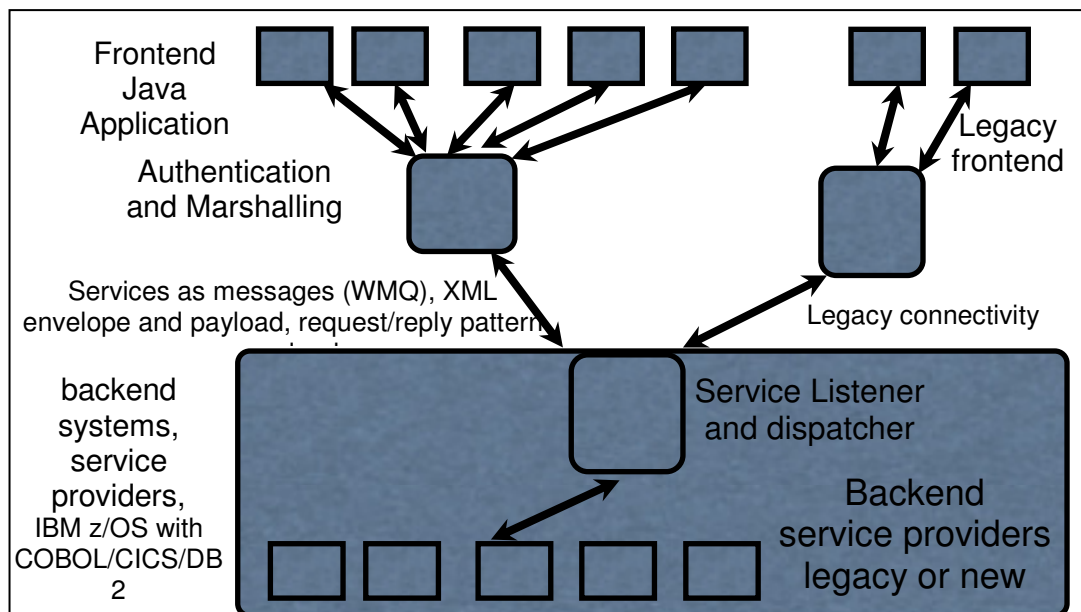 Frontend
Java
Application
Authentication
and Marshalling
Legacy
frontend
Services as messages (WMQ), XML
envelope and payload, request/reply pattern
Legacy connectivity
backend
systems,
service
providers,
IBM z/OS with
COBOL/CICS/DB
2
Service Listener
and dispatcher
Backend
service providers
legacy or new